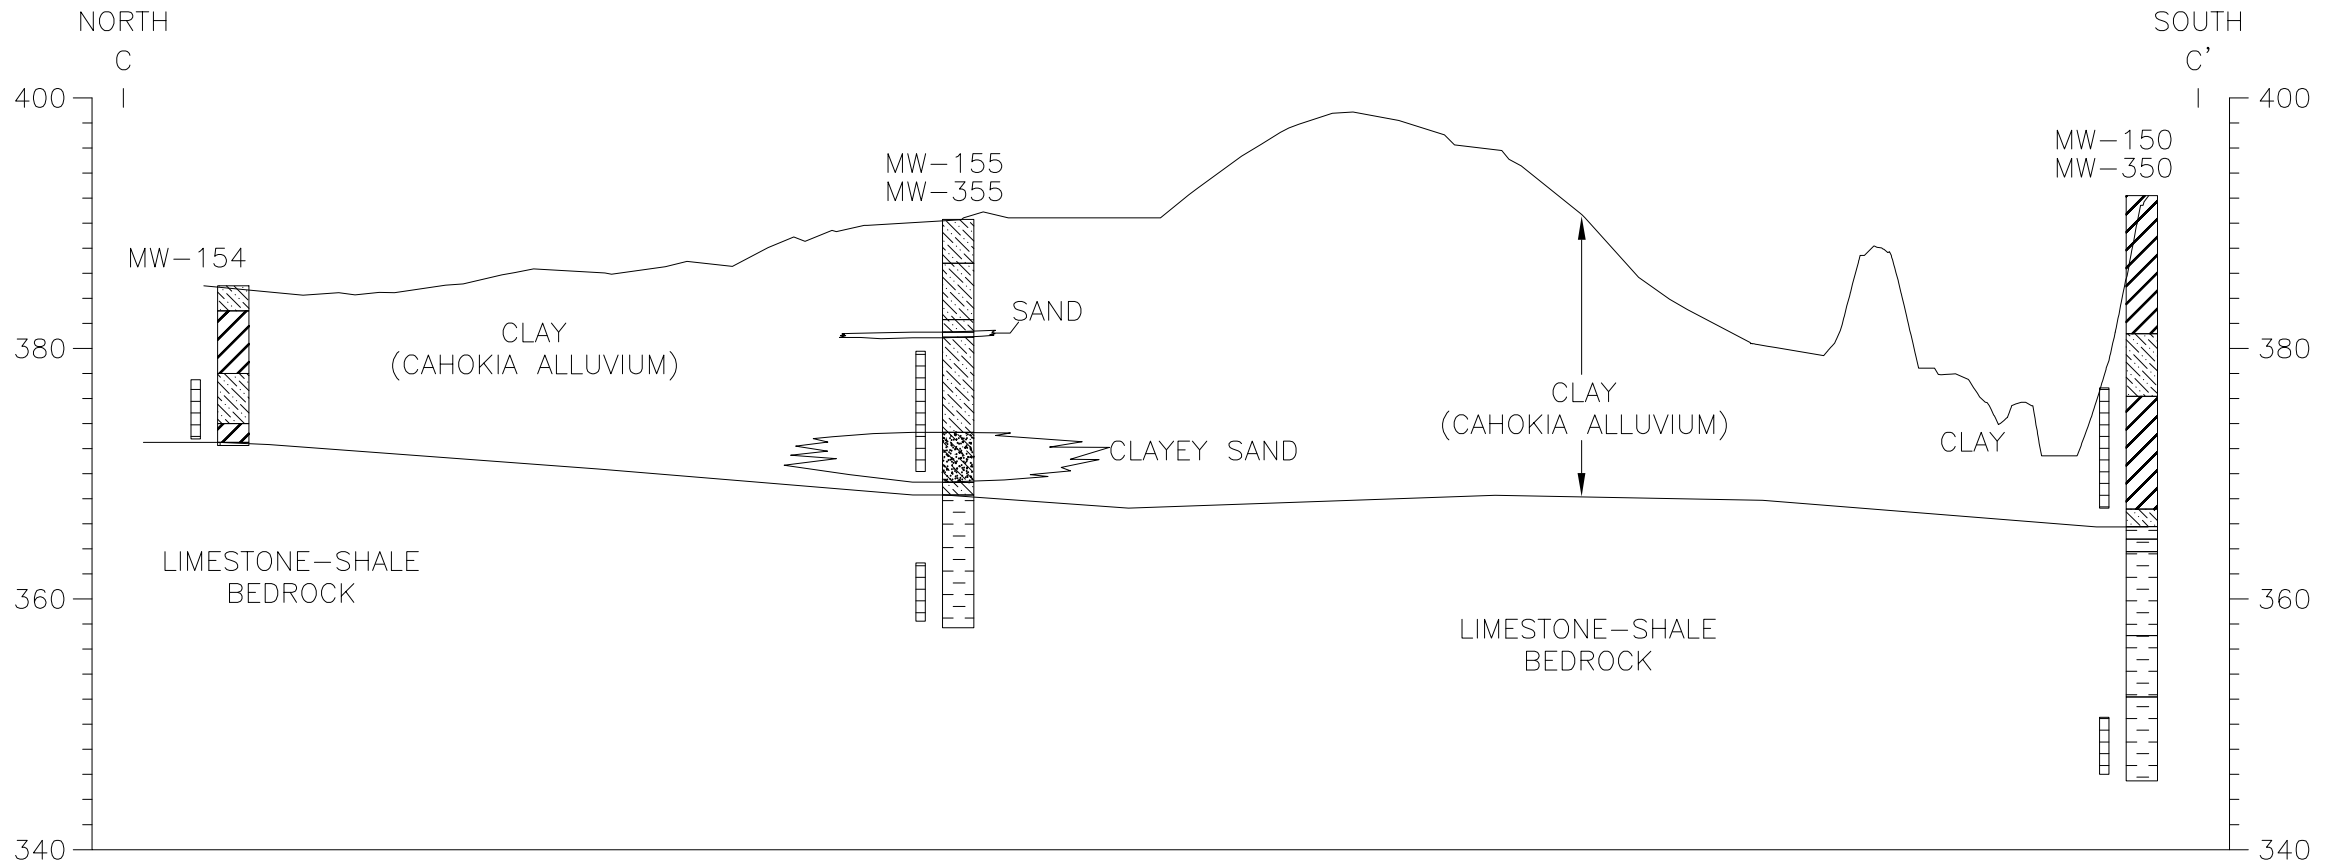 NORTH
C
SOUTH
C'
400
400
MW-150
MW-350
MW-155
MW-355
MW-154
SAND
CLAY
(CAHOKIA ALLUVIUM)
380
380
CLAY
(CAHOKIA ALLUVIUM)
CLAY
CLAYEY SAND
LIMESTONE-SHALE
BEDROCK
360
360
LIMESTONE-SHALE
BEDROCK
340
340